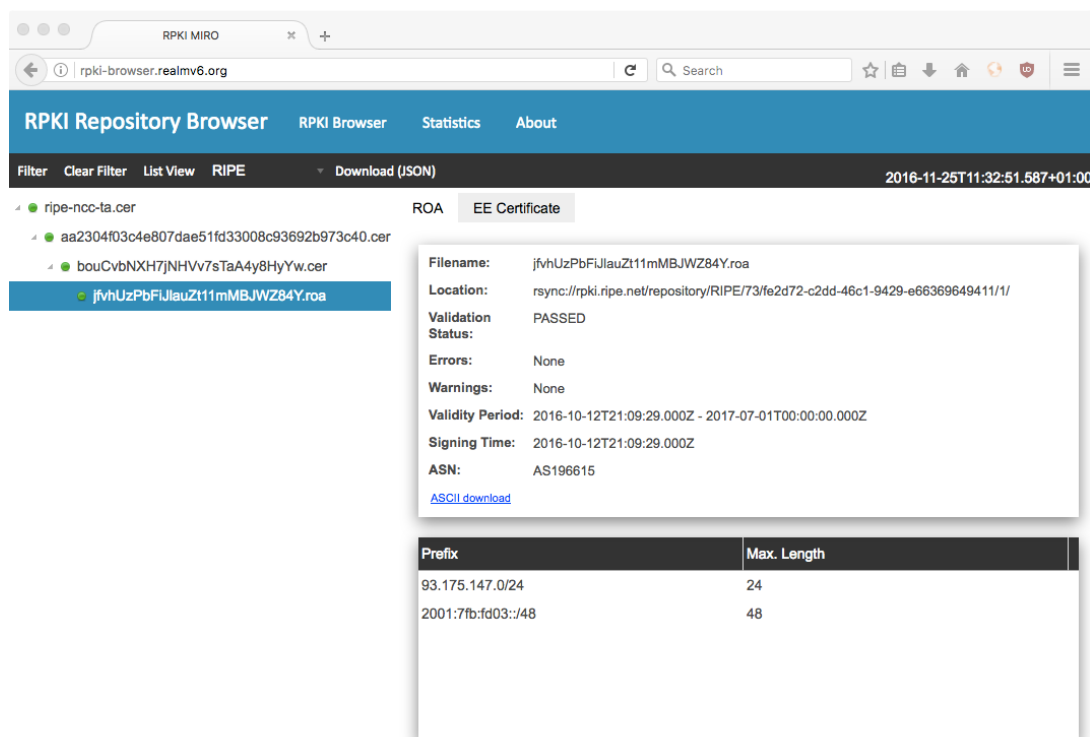 RPKI MIRO
rpki-browser.realmv6.org
Search
RPKI Repository Browser RPKI Browser Statistics About
Filter Clear Filter List View RIPE Download (JSON) 2016-11-25T11:32:51.587+01:00
ripe-ncc-ta.cer
aa2304f03c4e807dae51fd33008c93692b973c40.cer
bouCvbNXH7jNHVv7sTaA4y8HyYw.cer
jfvhUzPbFiJlauZt11mMBJWZ84Y.roa
ROA EE Certificate
Filename: jfvhUzPbFiJlauZt11mMBJWZ84Y.roa
Location: rsync://rpki.ripe.net/repository/RIPE/73/fe2d72-c2dd-46c1-9429-e66369649411/1/
Validation PASSED
Status:
Errors: None
Warnings: None
Validity Period: 2016-10-12T21:09:29.000Z - 2017-07-01T00:00:00.000Z
Signing Time: 2016-10-12T21:09:29.000Z
ASN: AS196615
ASCII download
Prefix Max. Length
93.175.147.0/24 24
2001:7fb:fd03::/48 48